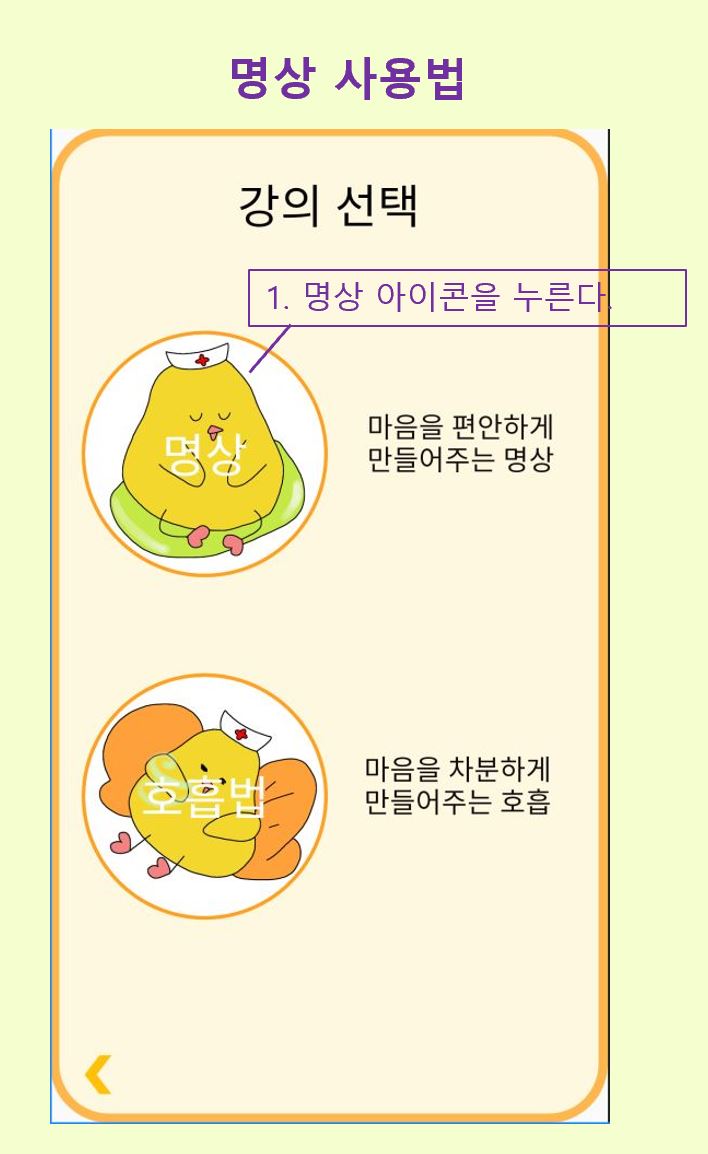 명상 사용법
강의 선택
1. 명상 아이콘을 누른다.
명상
마음을 편안하게
만들어주는 명상
호흡법
마음을 차분하게
만들어주는 호흡